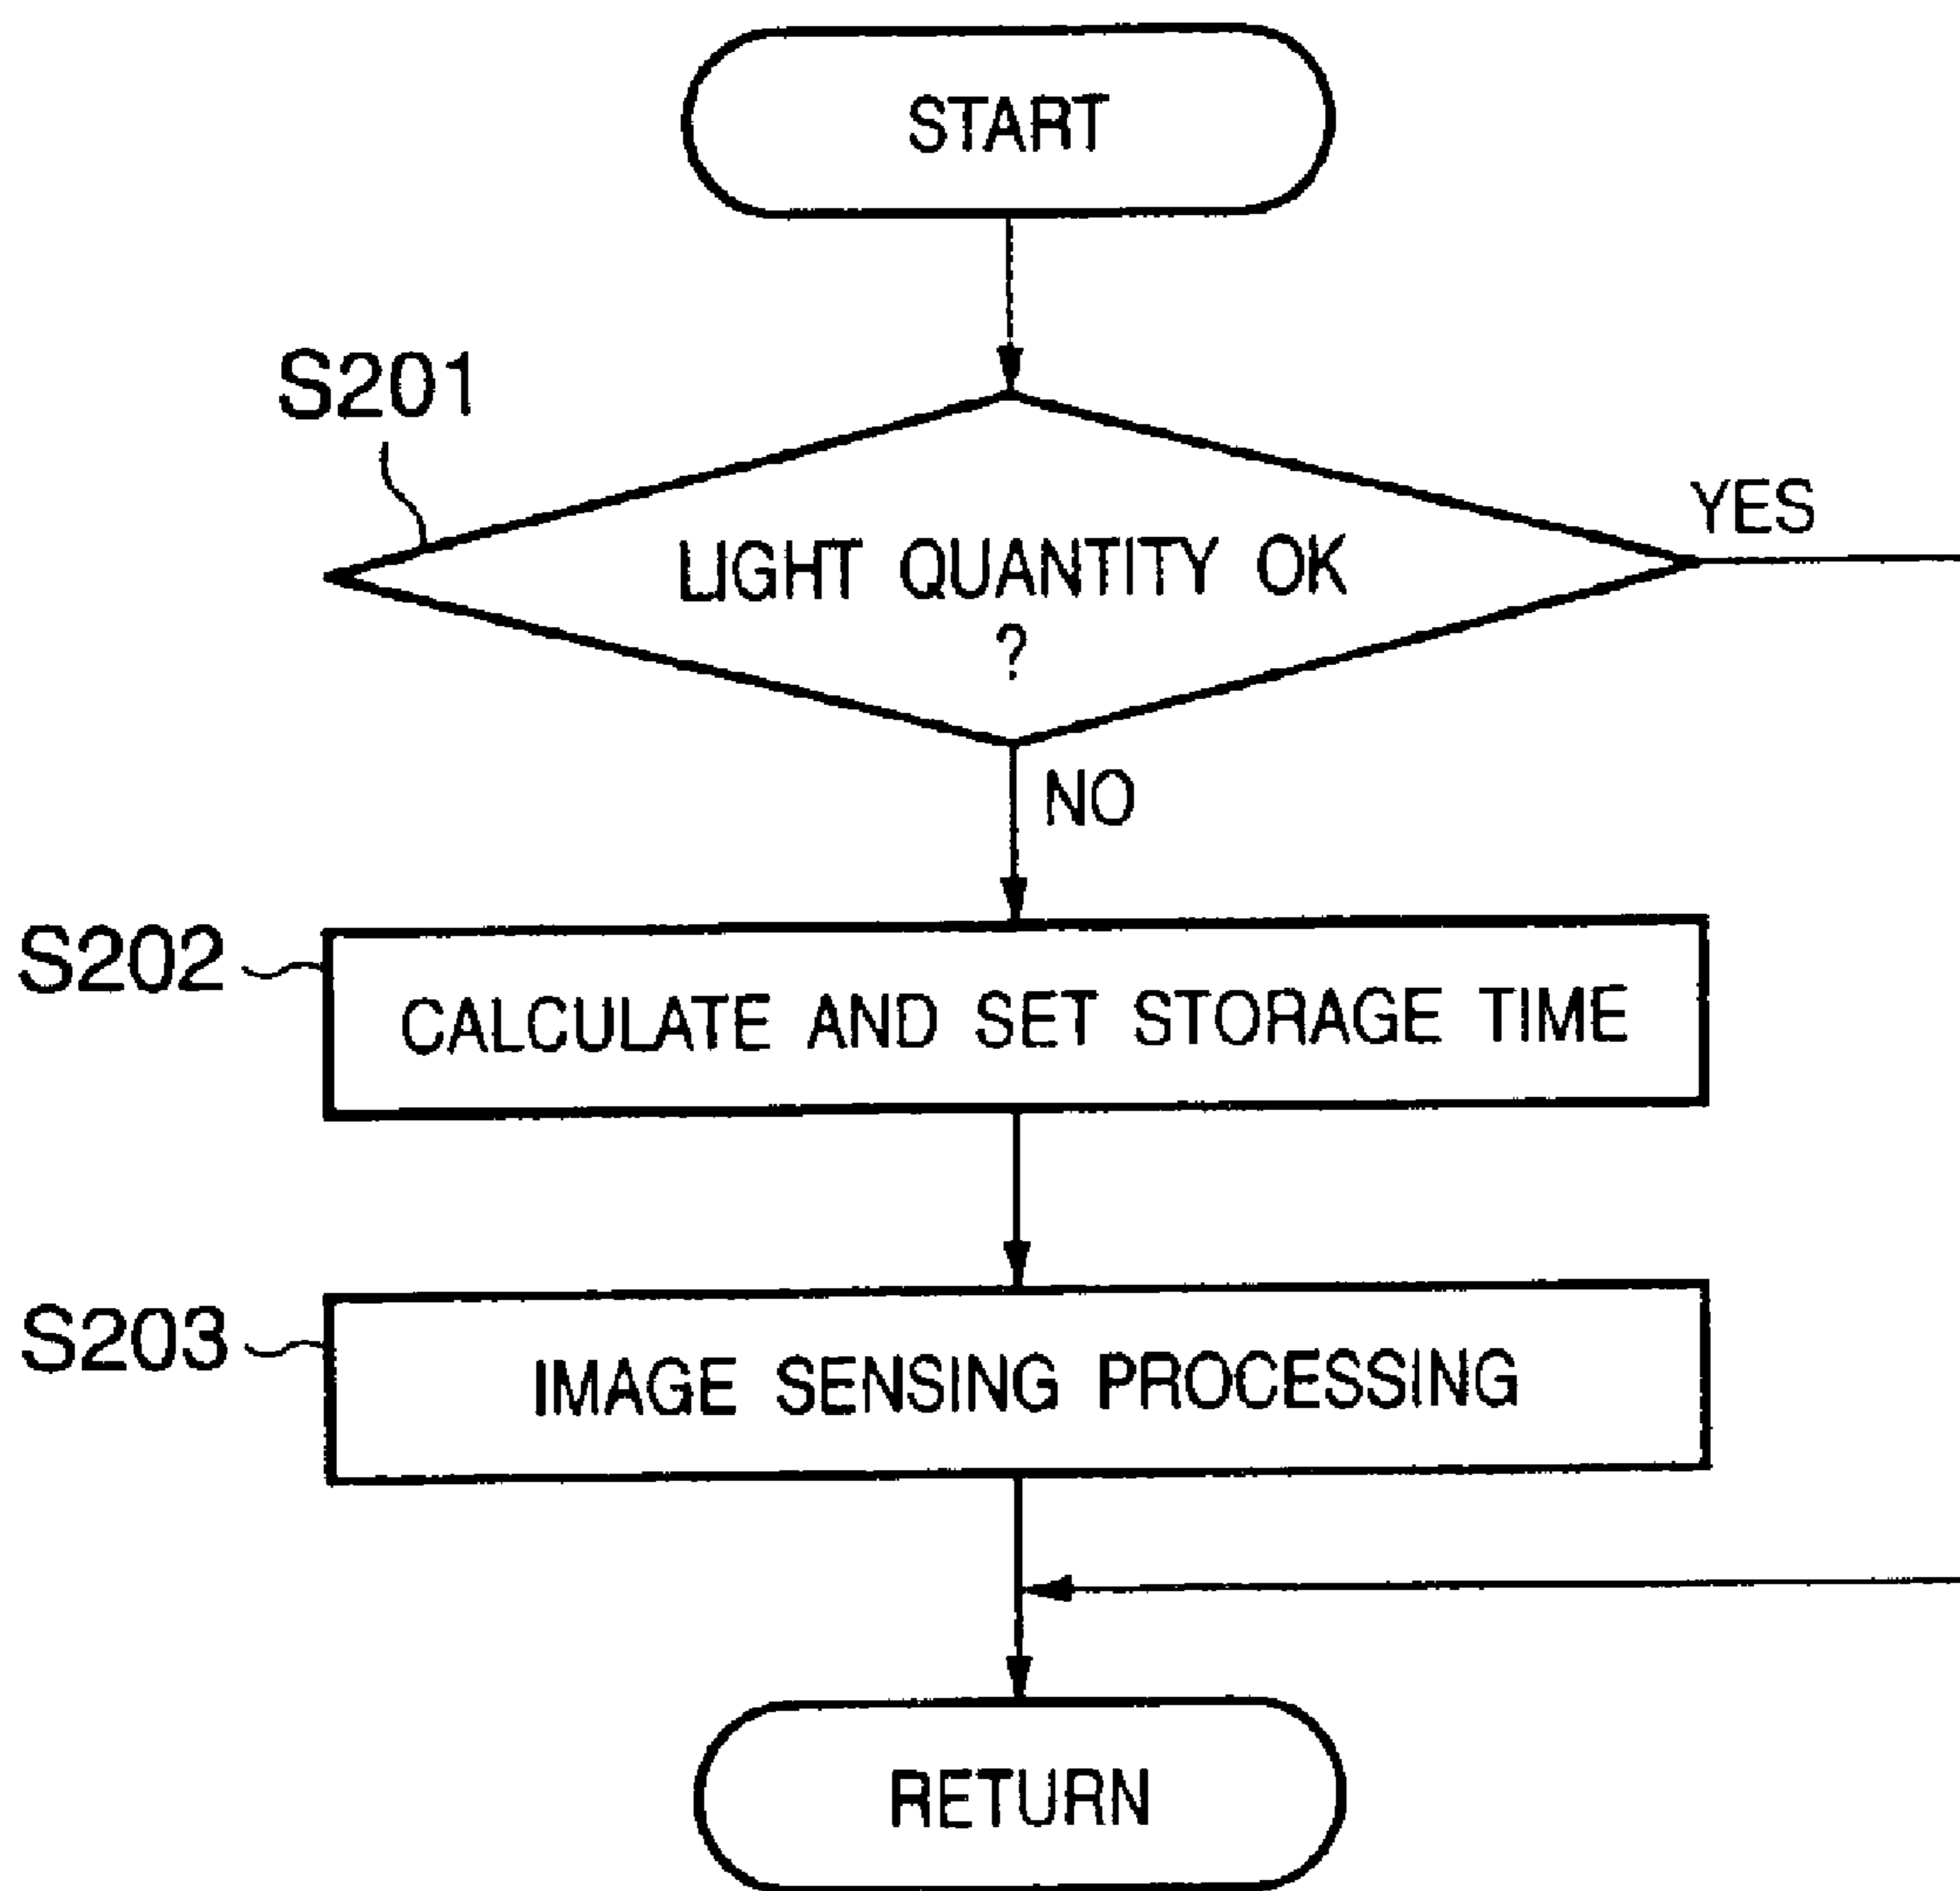 START
S201
YES
LIGHT QUANTITY OK
?
NO
S202
CALCULATE AND SET STORAGE TIME
S203
IMAGE SENSING PROCESSING
RETURN